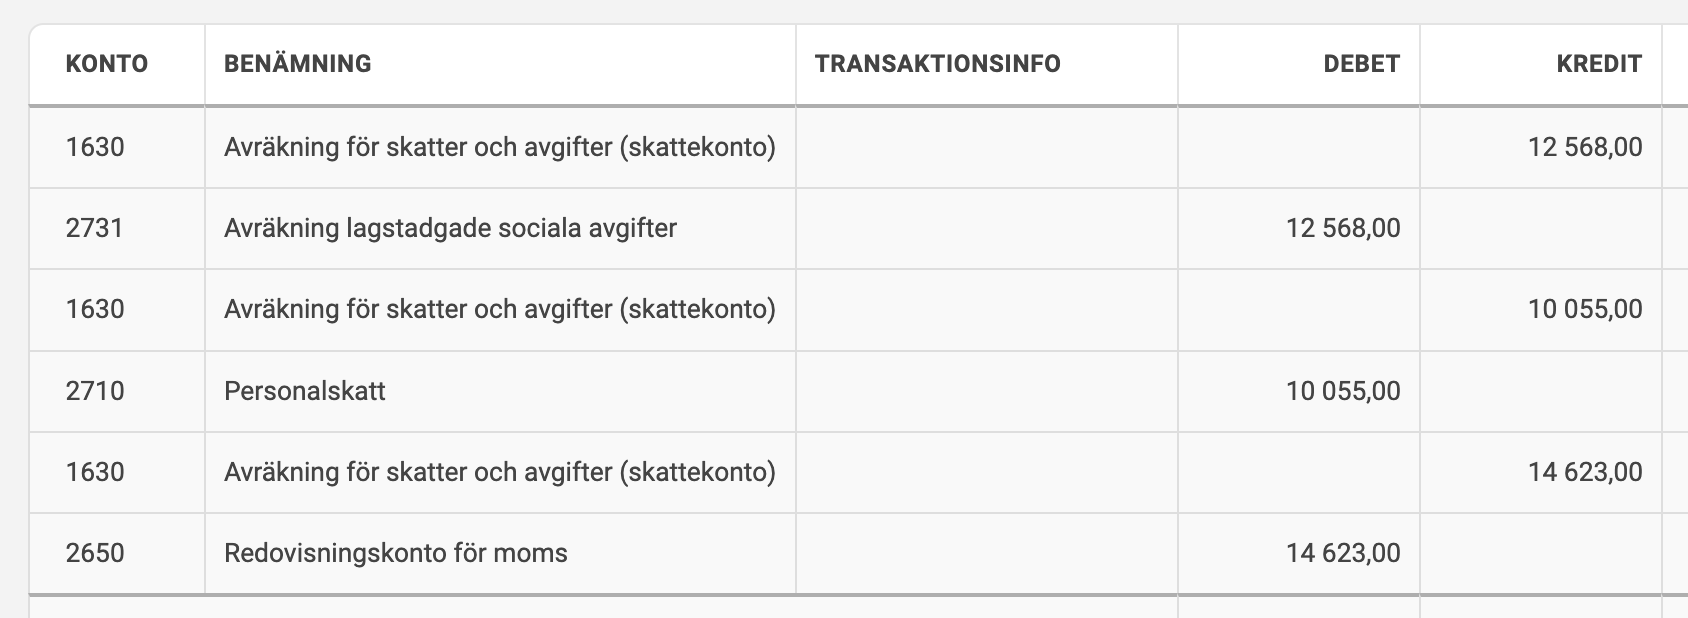 KONTO BENÄMNING TRANSAKTIONSINFO DEBET KREDIT
1630 Avräkning för skatter och avgifter (skattekonto) 12 568,00
2731 Avräkning lagstadgade sociala avgifter 12 568,00
1630 Avräkning för skatter och avgifter (skattekonto) 10 055,00
2710 Personalskatt 10 055,00
1630 Avräkning för skatter och avgifter (skattekonto) 14 623,00
2650 Redovisningskonto för moms 14 623,00